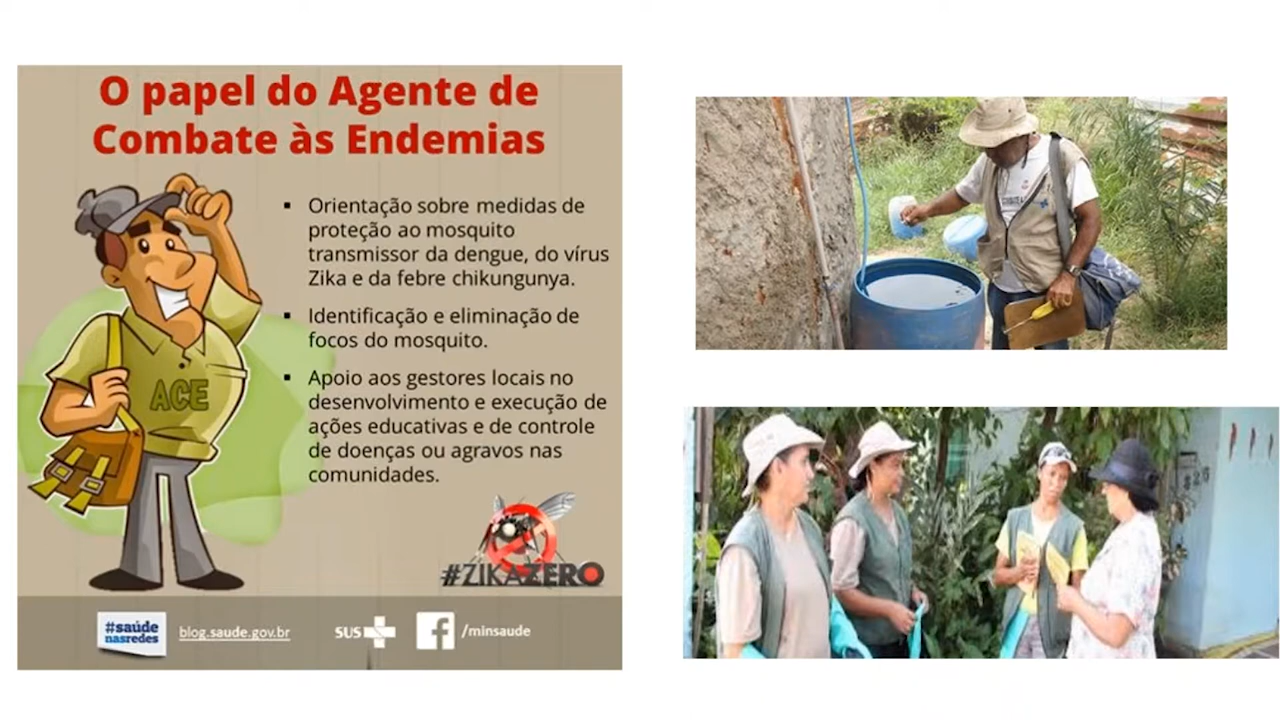 O papel do Agente de
Combate às Endemias
▪ Orientação sobre medidas de
proteção ao mosquito
transmissor da dengue, do vírus
Zika e da febre chikungunya.
▪ Identificação e eliminação de
focos do mosquito.
▪ Apoio aos gestores locais no
desenvolvimento e execução de
ações educativas e de controle
de doenças ou agravos nas
comunidades.
ACE
#ZIKAZERO
#saúde
nasredes
blog.saude.gov.br
SUS
/minsaude